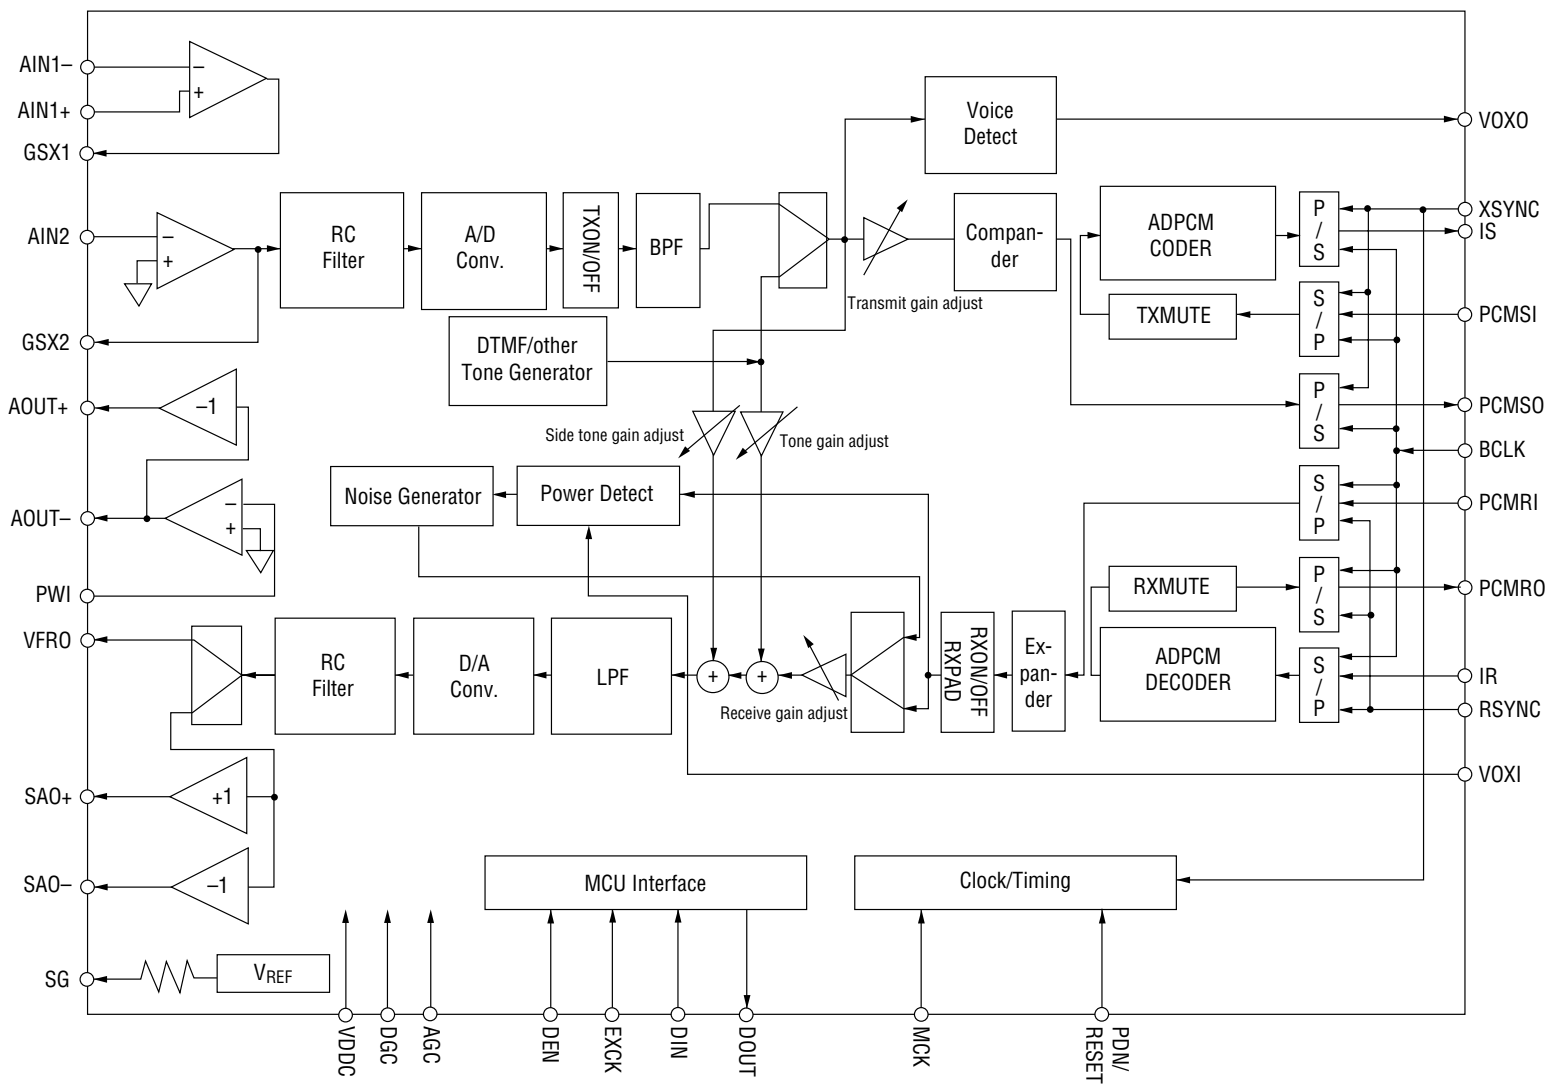 AIN1–
AIN1+
GSX1
AIN2
GSX2
AOUT+
AOUT–
PWI
VFRO
SAO+
SAO–
SG
–
+
–
+
RC
Filter
A/D
Conv.
TXON/OFF
BPF
Voice
Detect
Transmit gain adjust
Compan-
der
ADPCM
CODER
TXMUTE
P
/
S
S
/
P
P
/
S
VOXO
XSYNC
IS
PCMSI
PCMSO
BCLK
PCMRI
PCMRO
IR
RSYNC
VOXI
DTMF/other
Tone Generator
–1
Side tone gain adjust
Tone gain adjust
–
+
Noise Generator
Power Detect
S
/
P
P
/
S
S
/
P
RXMUTE
ADPCM
DECODER
RC
Filter
D/A
Conv.
LPF
+
+
Receive gain adjust
RXON/OFF
RXPAD
Ex-
pan-
der
+1
–1
MCU Interface
Clock/Timing
VREF
VDDC
DGC
AGC
DEN
EXCK
DIN
DOUT
MCK
PDN/
RESET